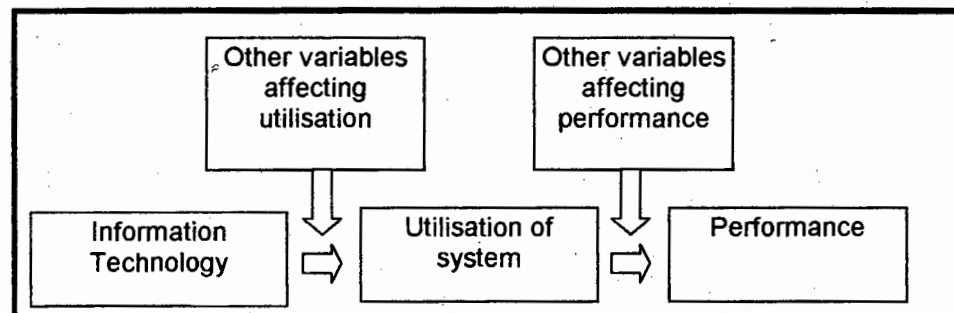 Other variables
affecting
utilisation
Other variables
affecting
performance
Information
Technology
Utilisation of
system
Performance